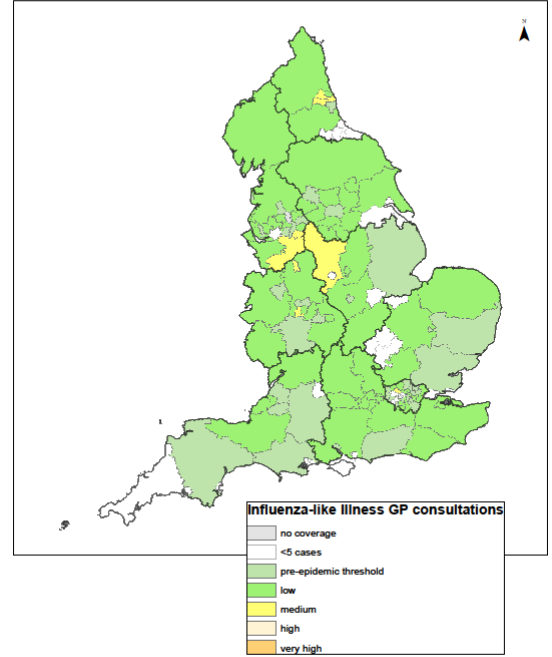 N
Influenza-like Illness GP consultations
no coverage
<5 cases
pre-epidemic threshold
low
medium
high
very high